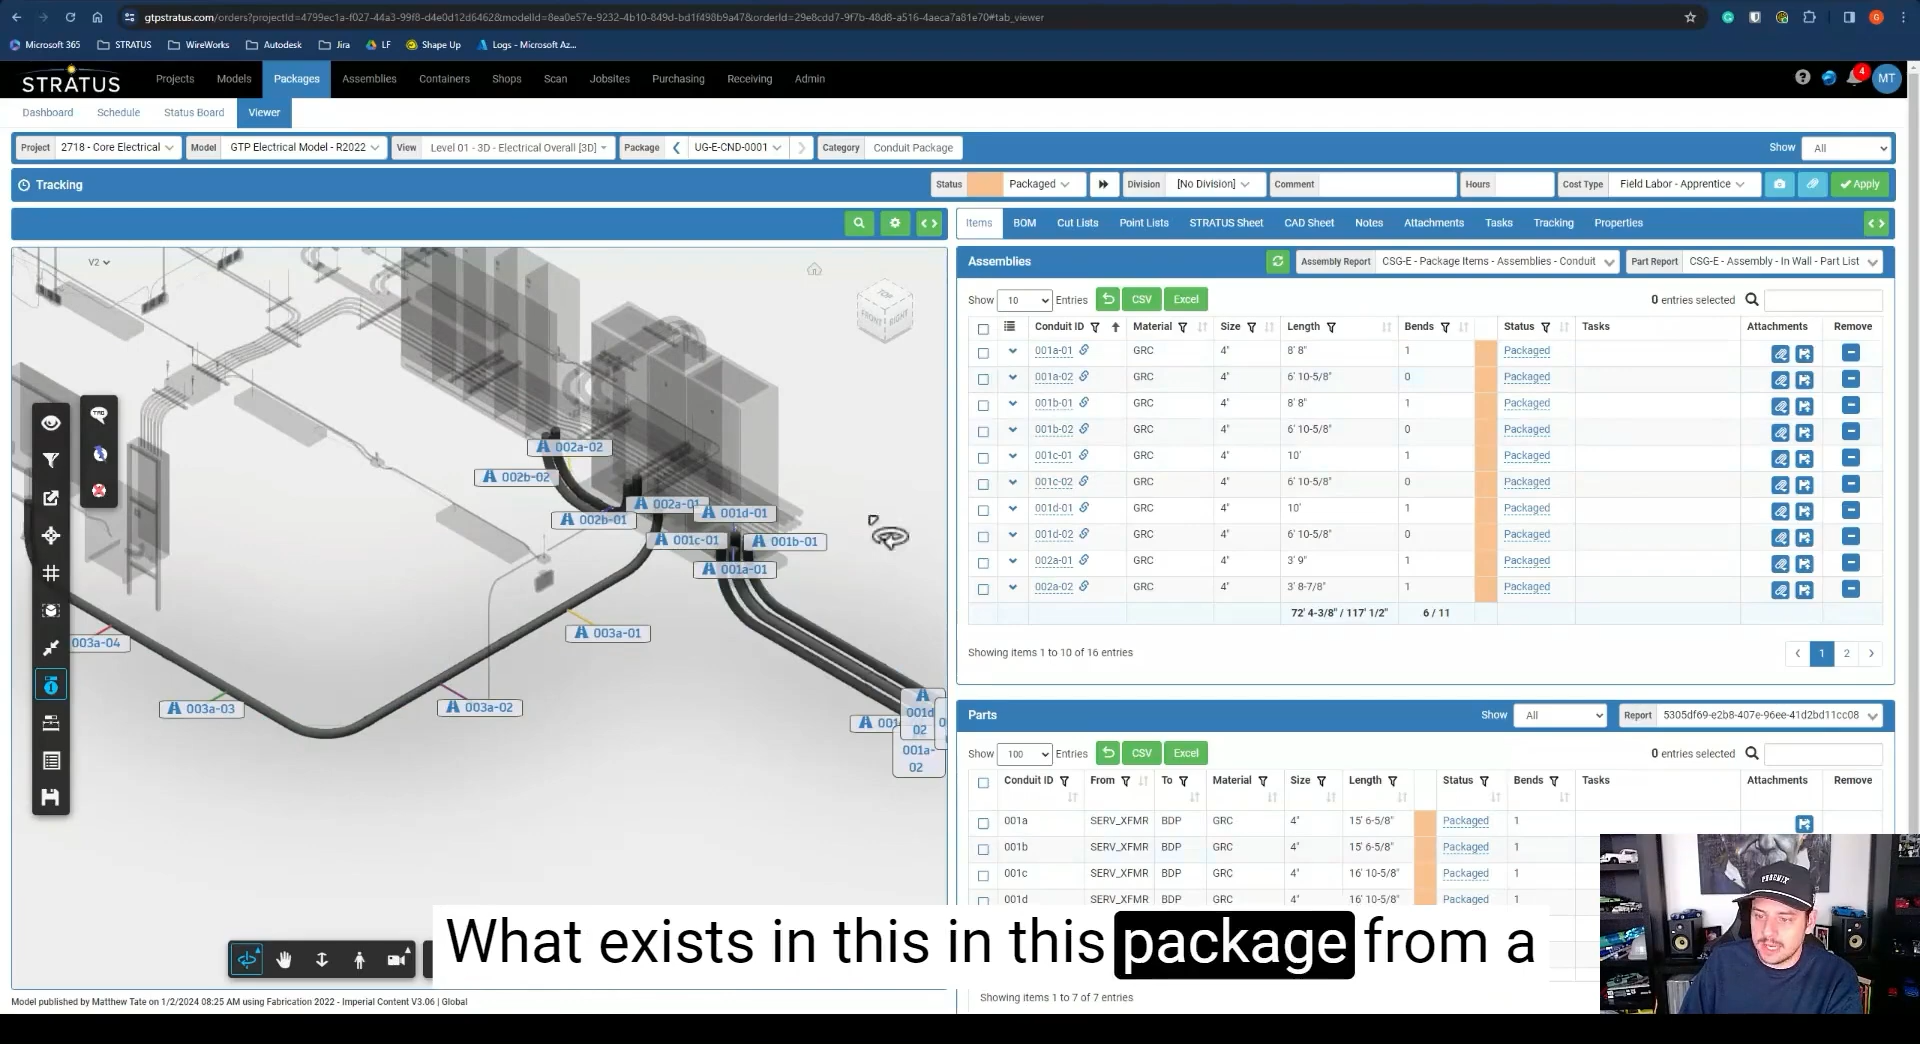 gtpstratus.com/orders?projectId=4799ec1a-f027-44a3-99f8-d4e0d12d6462&modelId=8ea0e57e-9232-4b10-849d-bd1f498b9a47&orderId=29e8cdd7-9f7b-48d8-a516-4aeca7a81e70#tab_viewer
Microsoft 365 STRATUS WireWorks Autodesk Jira LF Shape Up Logs - Microsoft Az...
STRATUS Projects Models Packages Assemblies Containers Shops Scan Jobsites Purchasing Receiving Admin 4 MT
Dashboard Schedule Status Board Viewer
Project 2718 - Core Electrical Model GTP Electrical Model - R2022 View Level 01 - 3D - Electrical Overall [3D] Package UG-E-CND-0001 Category Conduit Package Show All
Tracking Status Packaged Division [No Division] Comment Hours Cost Type Field Labor - Apprentice Apply
Items BOM Cut Lists Point Lists STRATUS Sheet CAD Sheet Notes Attachments Tasks Tracking Properties
V2
TOP
FRONT RIGHT
TAG
002a-02
002b-02
002a-01
002b-01
001d-01
001c-01
001b-01
001a-01
003a-01
003a-04
003a-03
003a-02
001d
02
001a-
02
Assemblies Assembly Report CSG-E - Package Items - Assemblies - Conduit Part Report CSG-E - Assembly - In Wall - Part List
Show 10 Entries CSV Excel 0 entries selected
Conduit ID Material Size Length Bends Status Tasks Attachments Remove
001a-01 GRC 4" 8' 8" 1 Packaged
001a-02 GRC 4" 6' 10-5/8" 0 Packaged
001b-01 GRC 4" 8' 8" 1 Packaged
001b-02 GRC 4" 6' 10-5/8" 0 Packaged
001c-01 GRC 4" 10' 1 Packaged
001c-02 GRC 4" 6' 10-5/8" 0 Packaged
001d-01 GRC 4" 10' 1 Packaged
001d-02 GRC 4" 6' 10-5/8" 0 Packaged
002a-01 GRC 4" 3' 9" 1 Packaged
002a-02 GRC 4" 3' 8-7/8" 1 Packaged
72' 4-3/8" / 117' 1/2" 6 / 11
Showing items 1 to 10 of 16 entries 1 2
Parts Show All Report 5305df69-e2b8-407e-96ee-41d2bd11cc08
Show 100 Entries CSV Excel 0 entries selected
Conduit ID From To Material Size Length Status Bends Tasks Attachments Remove
001a SERV_XFMR BDP GRC 4" 15' 6-5/8" Packaged 1
001b SERV_XFMR BDP GRC 4" 15' 6-5/8" Packaged 1
001c SERV_XFMR BDP GRC 4" 16' 10-5/8" Packaged 1
001d SERV_XFMR BDP GRC 4" 16' 10-5/8" Packaged 1
What exists in this in this package from a
Showing items 1 to 7 of 7 entries
Model published by Matthew Tate on 1/2/2024 08:25 AM using Fabrication 2022 - Imperial Content V3.06 | Global
PHOENIX